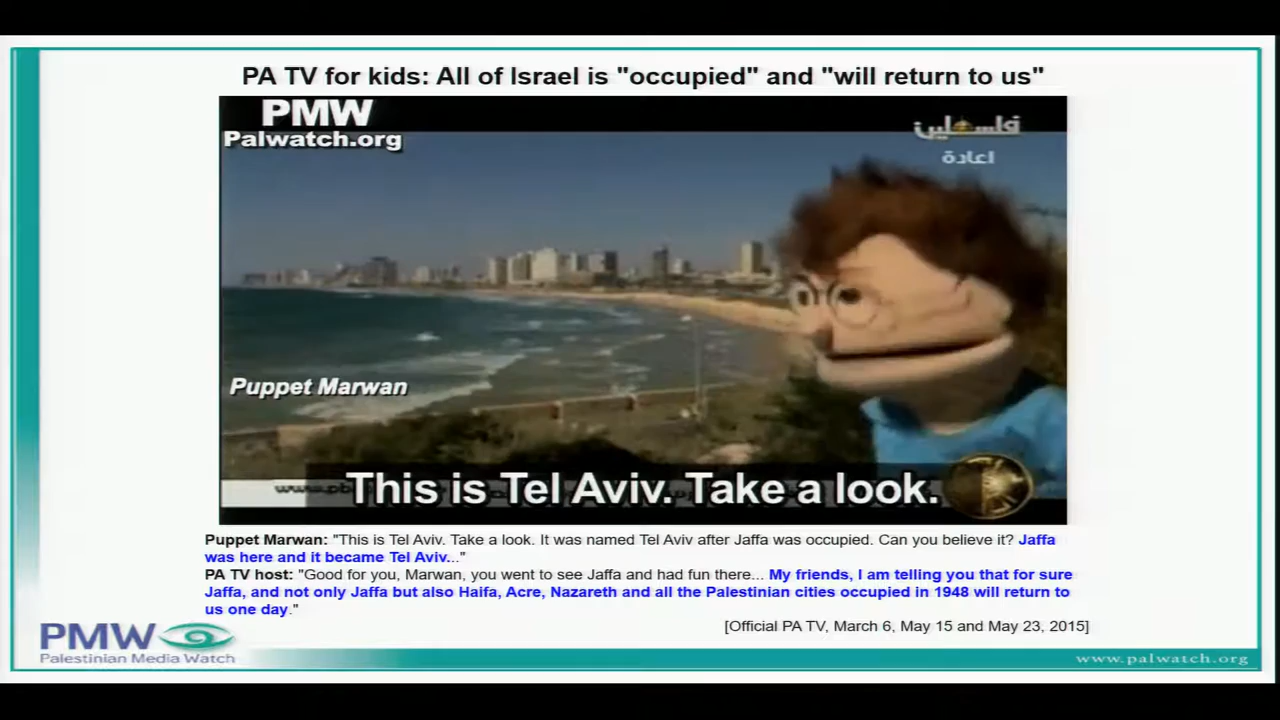 PA TV for kids: All of Israel is "occupied" and "will return to us"
PMW
Palwatch.org
فلسطين
اعادة
Puppet Marwan
This is Tel Aviv. Take a look.
Puppet Marwan: "This is Tel Aviv. Take a look. It was named Tel Aviv after Jaffa was occupied. Can you believe it? Jaffa
was here and it became Tel Aviv..."
PA TV host: "Good for you, Marwan, you went to see Jaffa and had fun there... My friends, I am telling you that for sure
Jaffa, and not only Jaffa but also Haifa, Acre, Nazareth and all the Palestinian cities occupied in 1948 will return to
us one day."
[Official PA TV, March 6, May 15 and May 23, 2015]
PMW
Palestinian Media Watch
www.palwatch.org